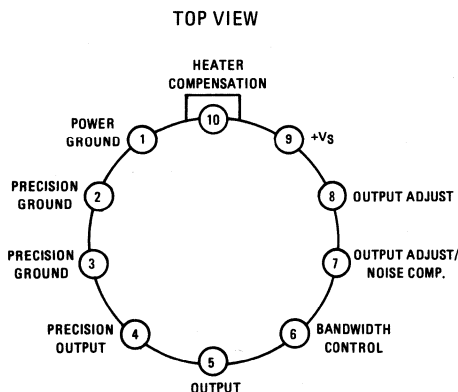 TOP VIEW
HEATER
COMPENSATION
10
POWER
GROUND
1
9
+VS
PRECISION
GROUND
2
8
OUTPUT ADJUST
PRECISION
GROUND
3
7
OUTPUT ADJUST/
NOISE COMP.
PRECISION
OUTPUT
4
6
BANDWIDTH
CONTROL
5
OUTPUT